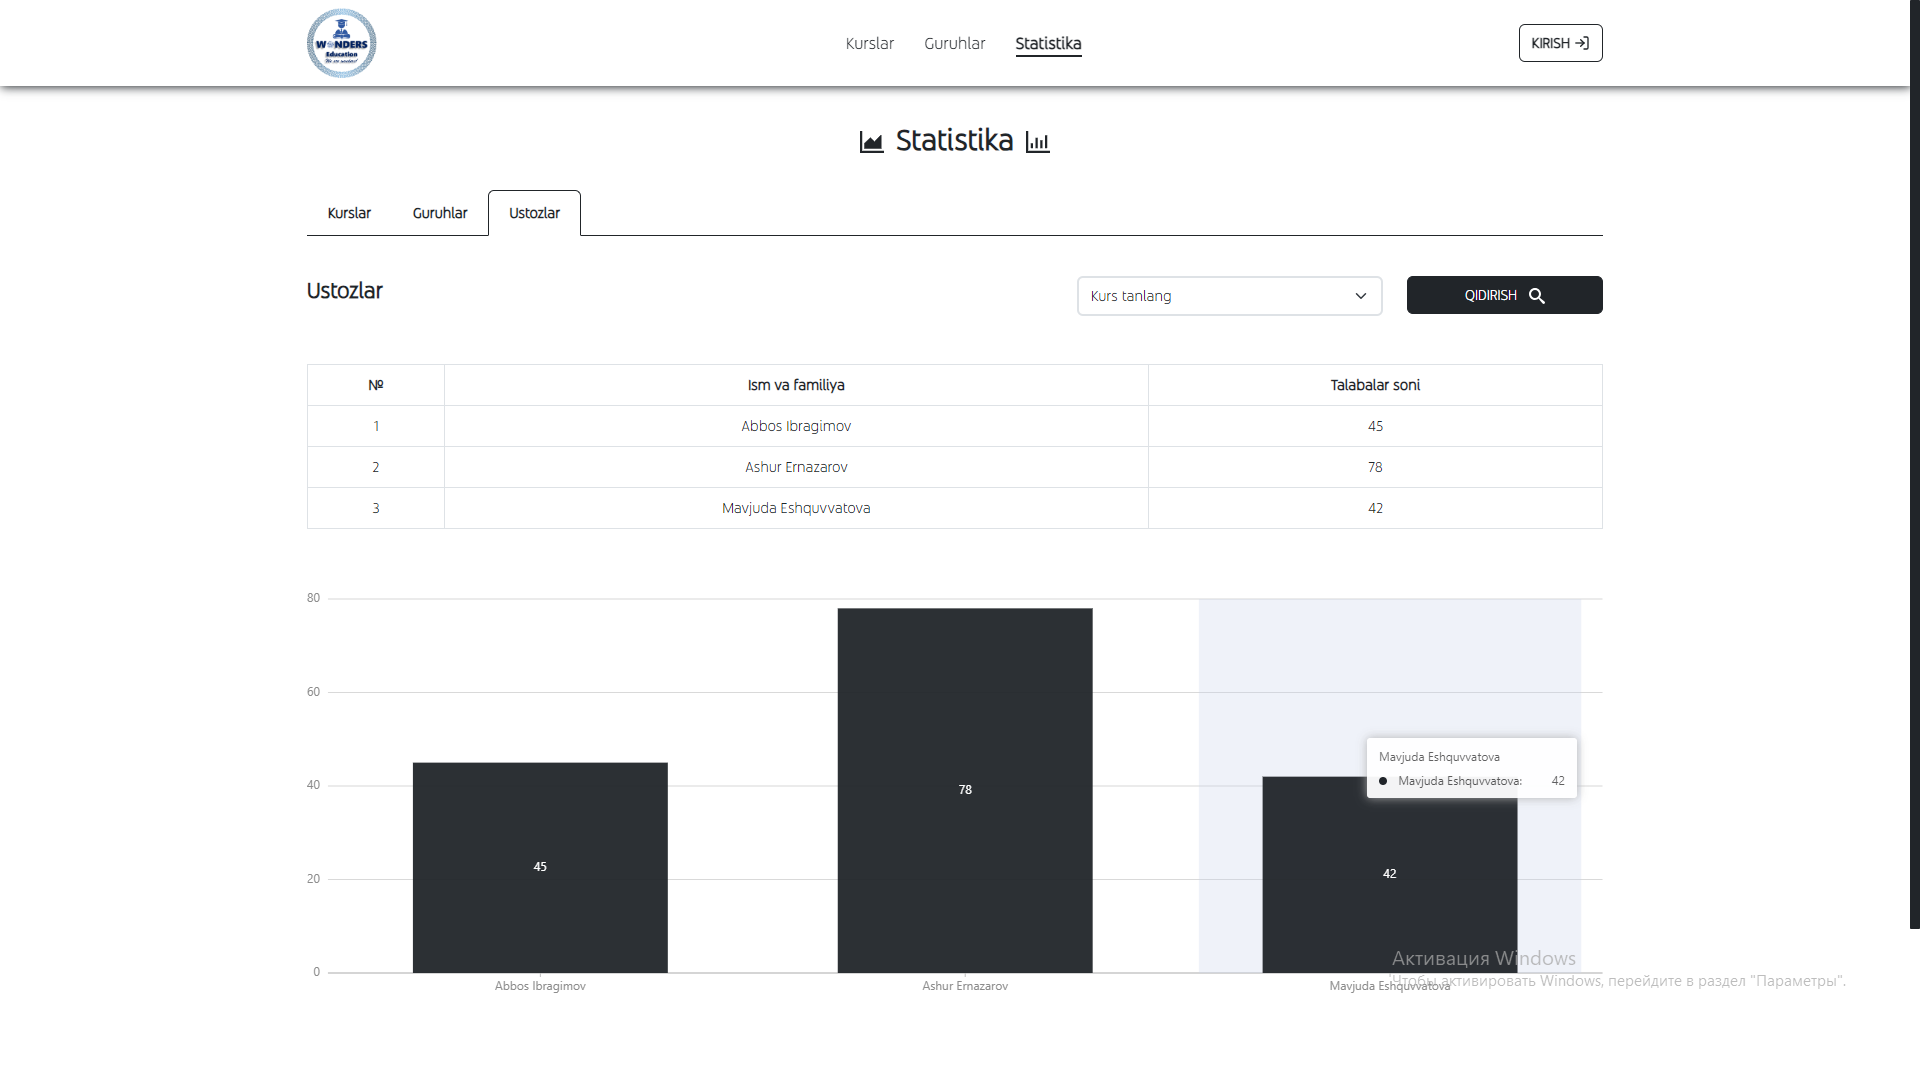 WONDERS
Education
Kurslar Guruhlar Statistika
KIRISH
Statistika
Kurslar Guruhlar Ustozlar
Ustozlar
Kurs tanlang
QIDIRISH
№ Ism va familiya Talabalar soni
1 Abbos Ibragimov 45
2 Ashur Ernazarov 78
3 Mavjuda Eshquvvatova 42
80
60
40
20
0
45
78
42
Mavjuda Eshquvvatova
Mavjuda Eshquvvatova: 42
Abbos Ibragimov Ashur Ernazarov Mavjuda Eshquvvatova
Активация Windows
Чтобы активировать Windows, перейдите в раздел "Параметры".